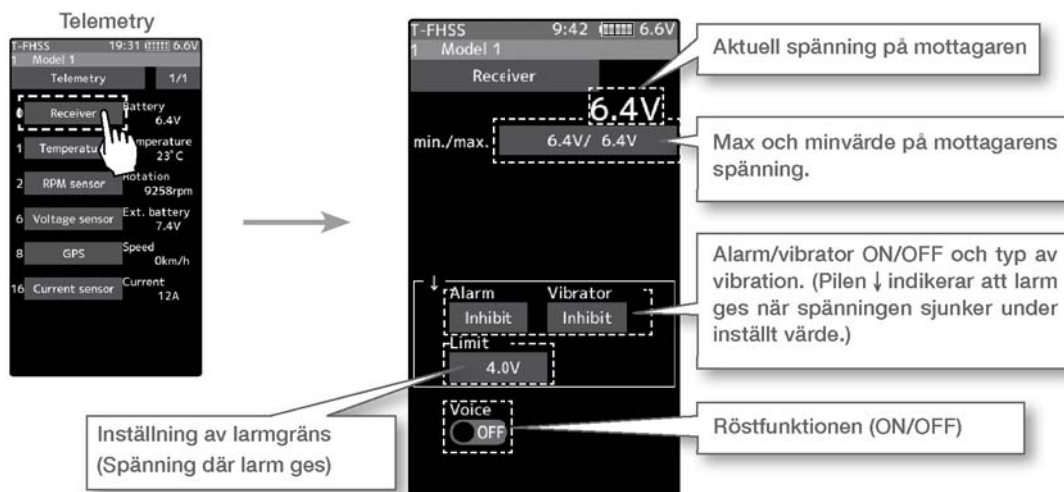 Telemetry
T-FHSS 19:31 6.6V
1 Model 1
Telemetry 1/1
Receiver Battery
6.4V
1 Temperatu
23°C
2 RPM sensor Rotation
9258rpm
6 Voltage sensor Ext. battery
7.4V
8 GPS Speed
0km/h
16 Current sensor Current
12A
T-FHSS 9:42 6.6V
1 Model 1
Receiver
6.4V
min./max. 6.4V/ 6.4V
↓
Alarm Vibrator
Inhibit Inhibit
Limit
4.0V
Voice
OFF
Aktuell spänning på mottagaren
Max och minvärde på mottagarens
spänning.
Alarm/vibrator ON/OFF och typ av
vibration. (Pilen ↓ indikerar att larm
ges när spänningen sjunker under
inställt värde.)
Röstfunktionen (ON/OFF)
Inställning av larmgräns
(Spänning där larm ges)